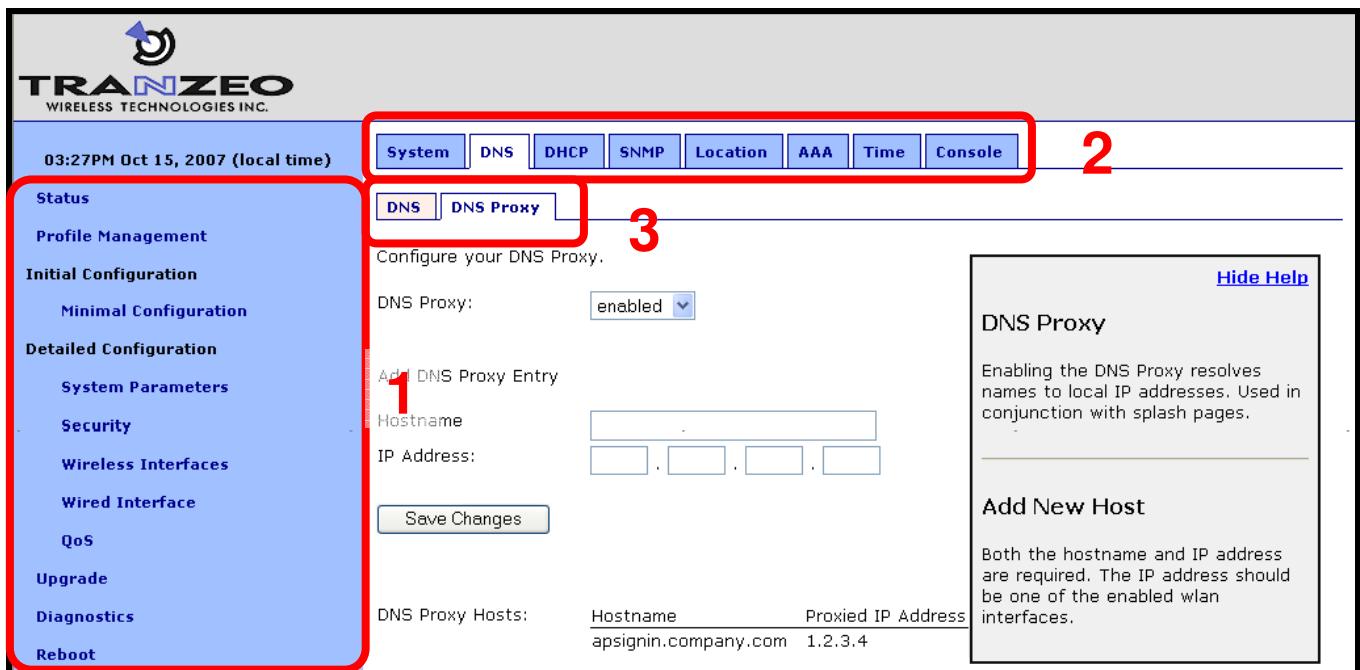 TRANZEO
WIRELESS TECHNOLOGIES INC.
03:27PM Oct 15, 2007 (local time)
System DNS DHCP SNMP Location AAA Time Console
2
Status
Profile Management
Initial Configuration
Minimal Configuration
Detailed Configuration
System Parameters
Security
Wireless Interfaces
Wired Interface
QoS
Upgrade
Diagnostics
Reboot
1
DNS DNS Proxy
3
Configure your DNS Proxy.
DNS Proxy: enabled
Add DNS Proxy Entry
Hostname
IP Address: . . .
Save Changes
DNS Proxy Hosts: Hostname Proxied IP Address
apsignin.company.com 1.2.3.4
Hide Help
DNS Proxy
Enabling the DNS Proxy resolves
names to local IP addresses. Used in
conjunction with splash pages.
Add New Host
Both the hostname and IP address
are required. The IP address should
be one of the enabled wlan
interfaces.